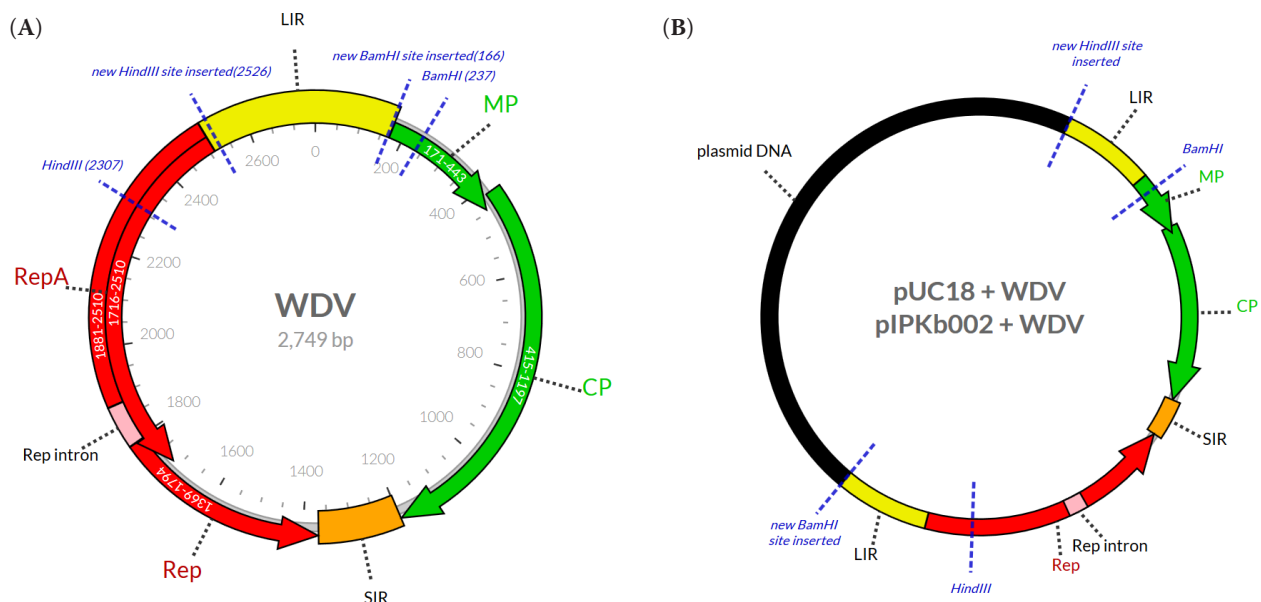 (A)
LIR
new BamHI site inserted(166)
new HindIII site inserted(2526)
BamHI (237)
MP
HindIII (2307)
171-443
0
200
400
600
800
1000
1200
1400
1600
1800
2000
2200
2400
2600
WDV
2,749 bp
RepA
1881-2510
1716-2510
415-1197
CP
Rep intron
1369-1794
Rep
SIR
(B)
new HindIII site
inserted
LIR
BamHI
MP
plasmid DNA
pUC18 + WDV
pIPKb002 + WDV
CP
SIR
new BamHI
site inserted
LIR
Rep intron
Rep
HindIII